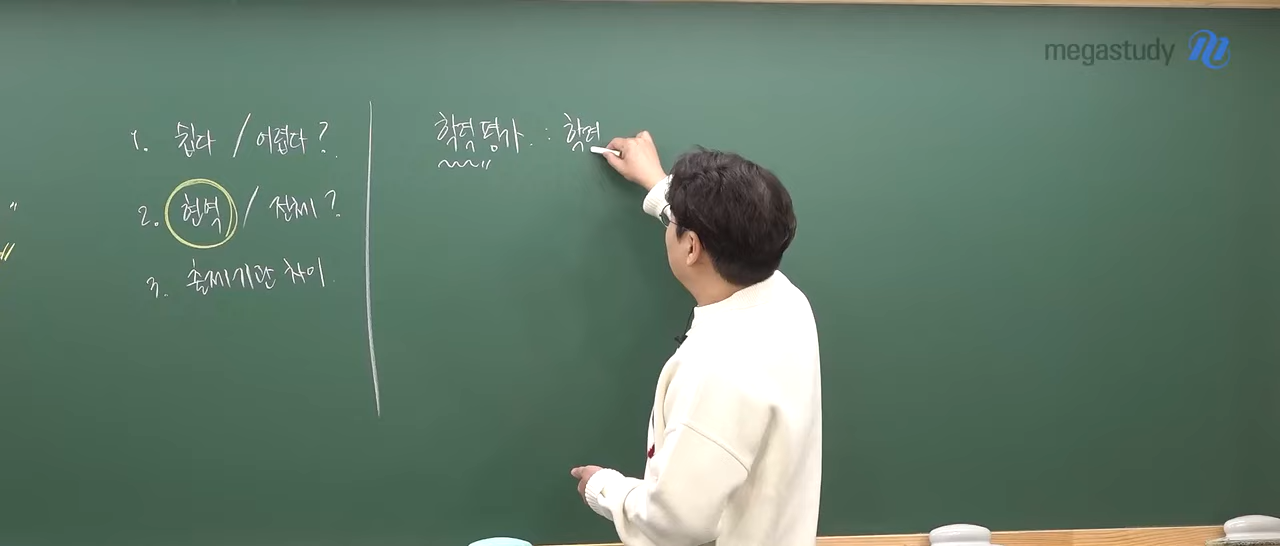 1. 쉽다 / 어렵다?
2. 현역 / 전체?
3. 출제기관 차이.
학력평가. : 학평
megastudy